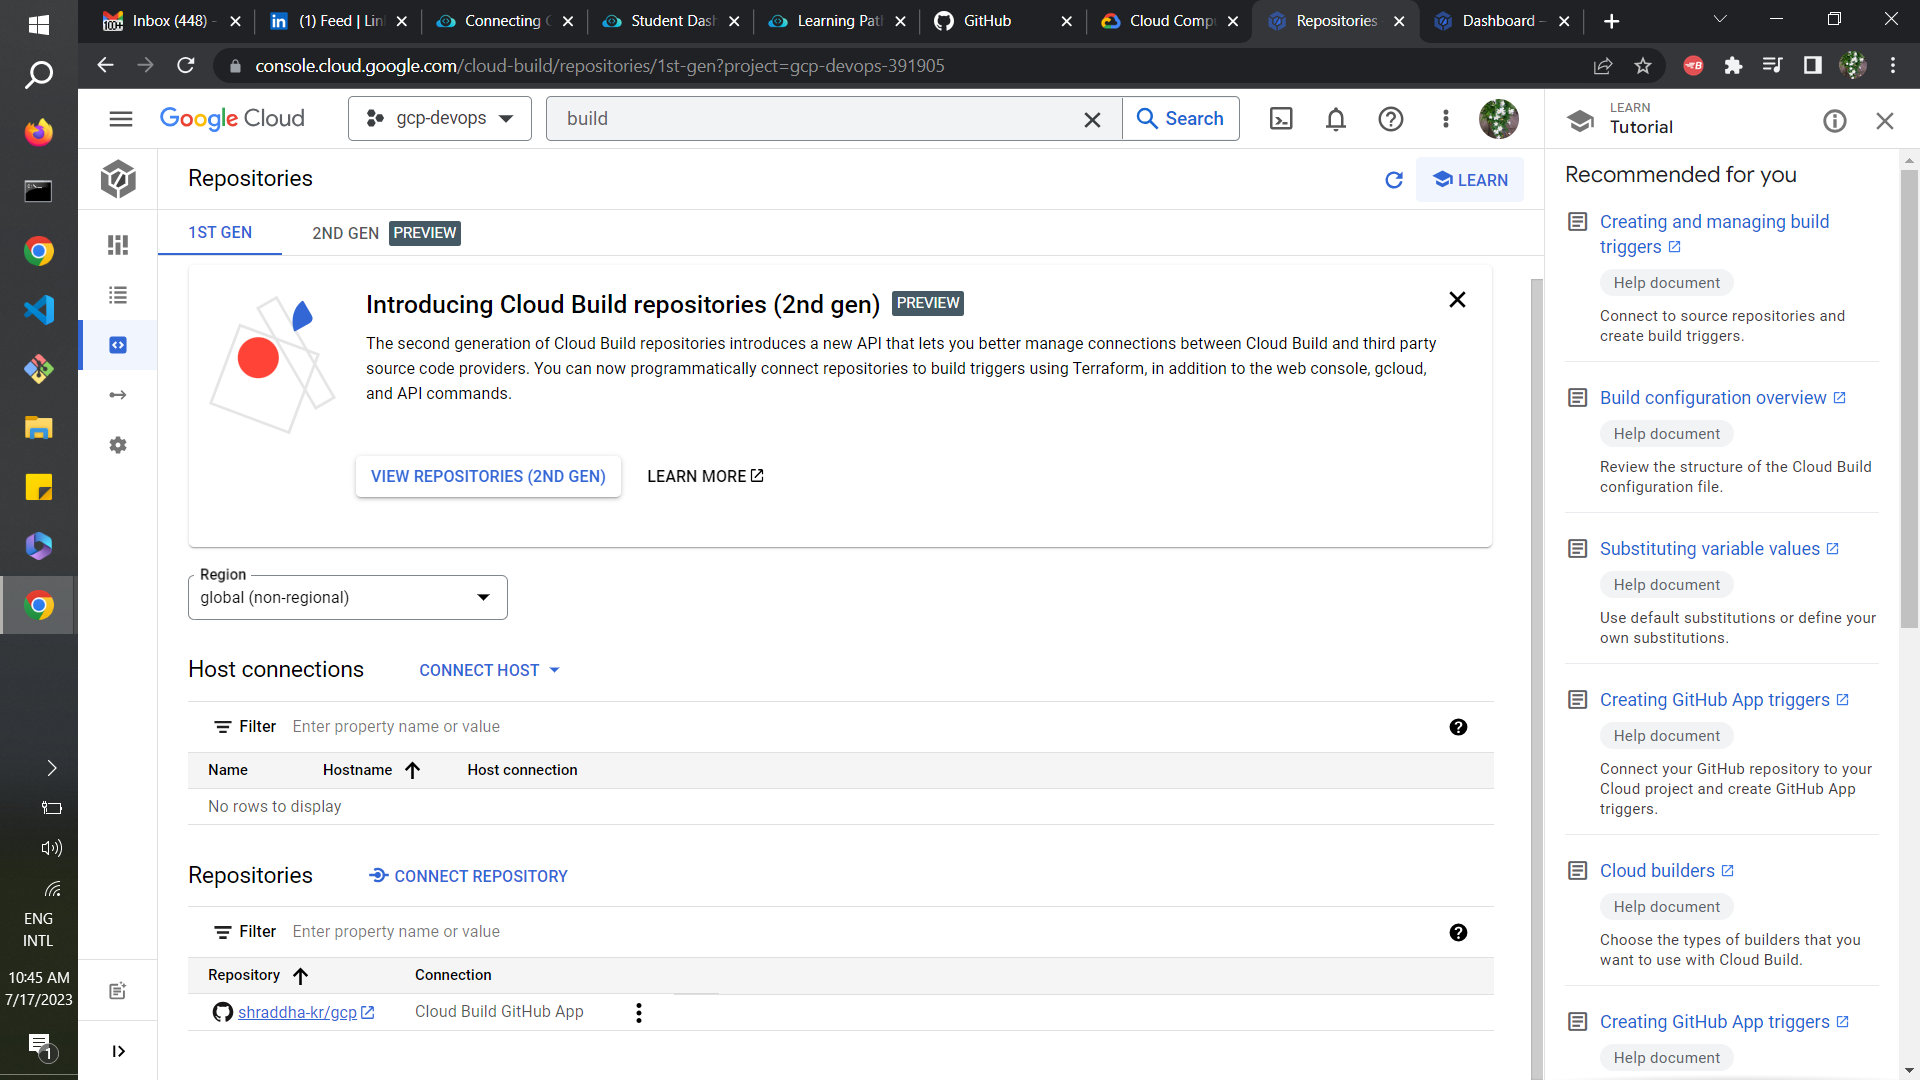 Inbox (448) -
(1) Feed | Lin
Connecting
Student Das
Learning Pat
GitHub
Cloud Comp
Repositories
Dashboard –
console.cloud.google.com/cloud-build/repositories/1st-gen?project=gcp-devops-391905
Google Cloud
gcp-devops
build
Search
LEARN
Tutorial
Repositories
LEARN
1ST GEN
2ND GEN PREVIEW
Introducing Cloud Build repositories (2nd gen) PREVIEW
The second generation of Cloud Build repositories introduces a new API that lets you better manage connections between Cloud Build and third party
source code providers. You can now programmatically connect repositories to build triggers using Terraform, in addition to the web console, gcloud,
and API commands.
VIEW REPOSITORIES (2ND GEN)
LEARN MORE
Region
global (non-regional)
Host connections
CONNECT HOST
Filter Enter property name or value
Name Hostname Host connection
No rows to display
Repositories
CONNECT REPOSITORY
Filter Enter property name or value
Repository Connection
shraddha-kr/gcp Cloud Build GitHub App
Recommended for you
Creating and managing build
triggers
Help document
Connect to source repositories and
create build triggers.
Build configuration overview
Help document
Review the structure of the Cloud Build
configuration file.
Substituting variable values
Help document
Use default substitutions or define your
own substitutions.
Creating GitHub App triggers
Help document
Connect your GitHub repository to your
Cloud project and create GitHub App
triggers.
Cloud builders
Help document
Choose the types of builders that you
want to use with Cloud Build.
Creating GitHub App triggers
Help document
ENG
INTL
10:45 AM
7/17/2023
1